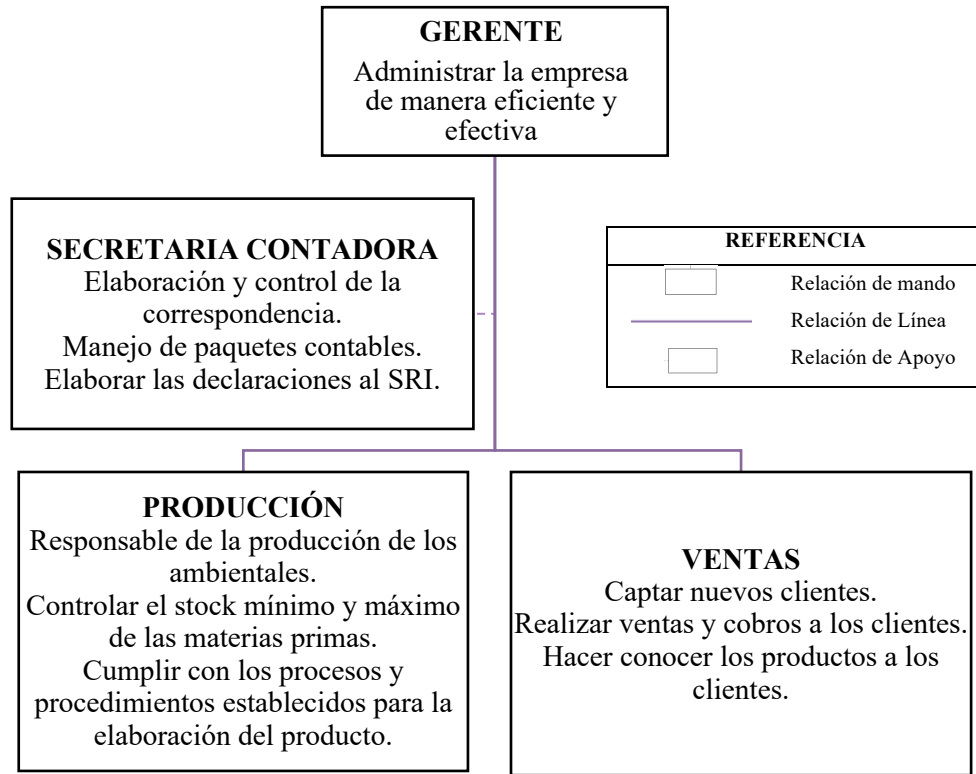 GERENTE
Administrar la empresa
de manera eficiente y
efectiva
SECRETARIA CONTADORA
Elaboración y control de la
correspondencia.
Manejo de paquetes contables.
Elaborar las declaraciones al SRI.
REFERENCIA
Relación de mando
Relación de Línea
Relación de Apoyo
PRODUCCIÓN
Responsable de la producción de los
ambientales.
Controlar el stock mínimo y máximo
de las materias primas.
Cumplir con los procesos y
procedimientos establecidos para la
elaboración del producto.
VENTAS
Captar nuevos clientes.
Realizar ventas y cobros a los clientes.
Hacer conocer los productos a los
clientes.